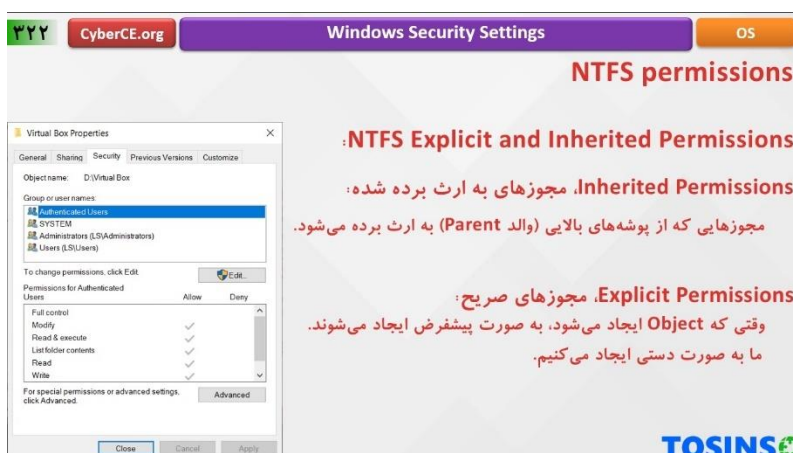 ۳۲۲ CyberCE.org Windows Security Settings OS
NTFS permissions
NTFS Explicit and Inherited Permissions:
Inherited Permissions، مجوزهای به ارث برده شده:
مجوزهایی که از پوشه‌های بالایی (والد Parent) به ارث برده می‌شود.
Explicit Permissions، مجوزهای صریح:
وقتی که Object ایجاد می‌شود، به صورت پیشفرض ایجاد می‌شوند.
ما به صورت دستی ایجاد می‌کنیم.
Virtual Box Properties
General Sharing Security Previous Versions Customize
Object name: D:\Virtual Box
Group or user names:
Authenticated Users
SYSTEM
Administrators (LS\Administrators)
Users (LS\Users)
To change permissions, click Edit. Edit...
Permissions for Authenticated
Users Allow Deny
Full control
Modify
Read & execute
List folder contents
Read
Write
For special permissions or advanced settings, Advanced
click Advanced.
Close Cancel Apply
TOSINSO